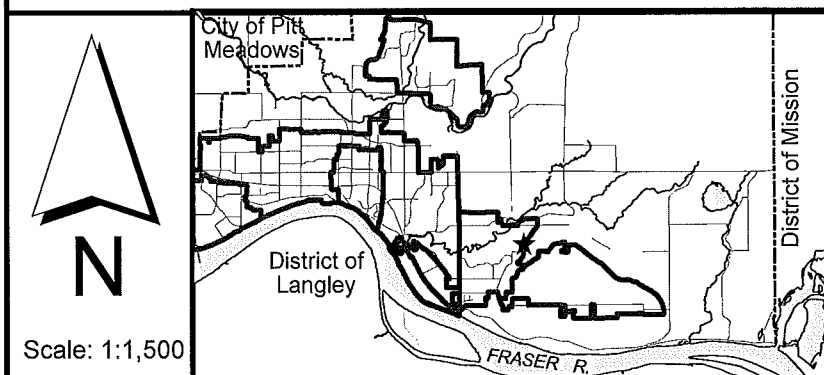 City of Pitt
Meadows
District of Mission
District of
Langley
N
Scale: 1:1,500
FRASER R.